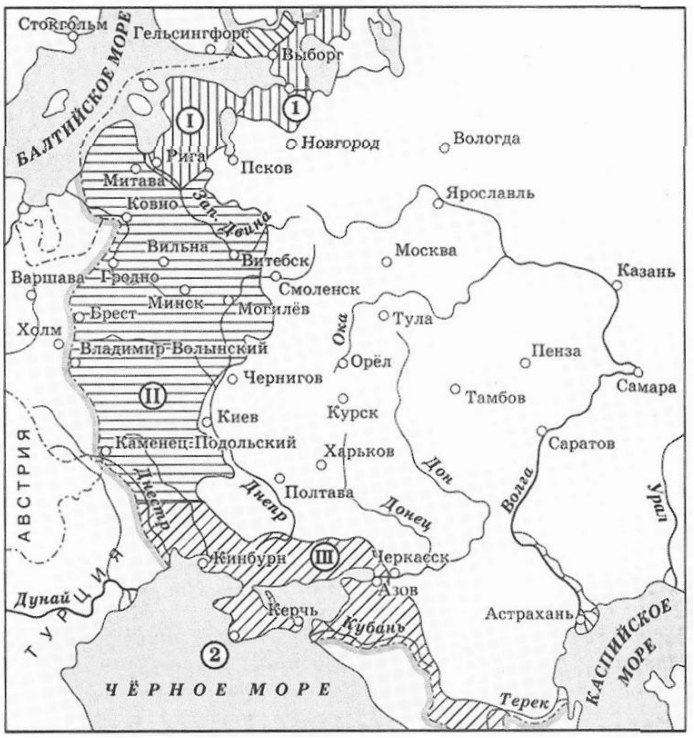 Стокгольм
Гельсингфорс
Выборг
БАЛТИЙСКОЕ МОРЕ
1
I
Новгород
Вологда
Рига
Псков
Митава
Зап. Двина
Ярославль
Ковно
Вильна
Витебск
Москва
Варшава
Гродно
Смоленск
Казань
Минск
Могилёв
Брест
Ока
Тула
Холм
Владимир-Волынский
Орёл
Пенза
Чернигов
Тамбов
Самара
II
Курск
Киев
Саратов
Каменец-Подольский
Харьков
АВСТРИЯ
Днестр
Днепр
Полтава
Дон
Волга
Урал
Донец
Кинбурн
III
Черкасск
Азов
Дунай
ТУРЦИЯ
Керчь
Кубань
Астрахань
2
КАСПИЙСКОЕ
МОРЕ
ЧЁРНОЕ МОРЕ
Терек